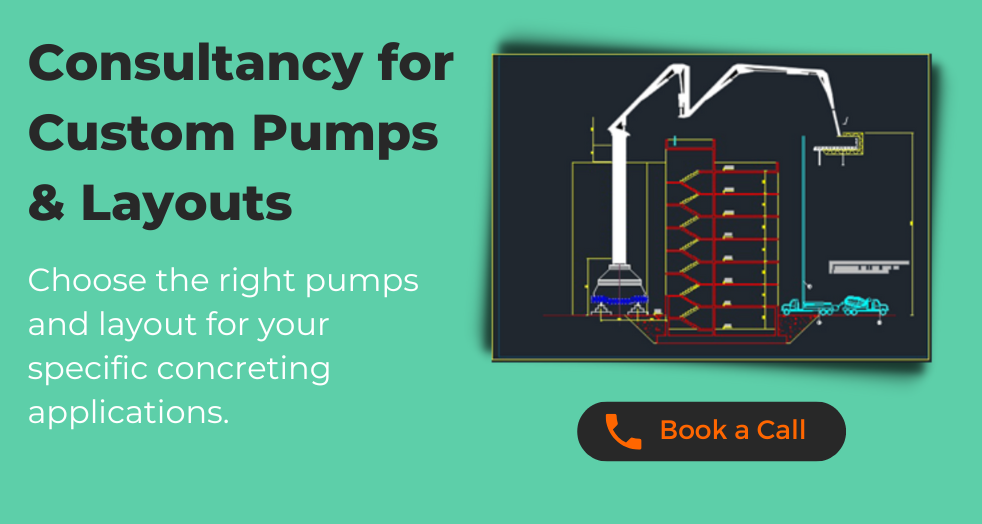 Consultancy for
Custom Pumps
& Layouts
Choose the right pumps
and layout for your
specific concreting
applications.
Book a Call